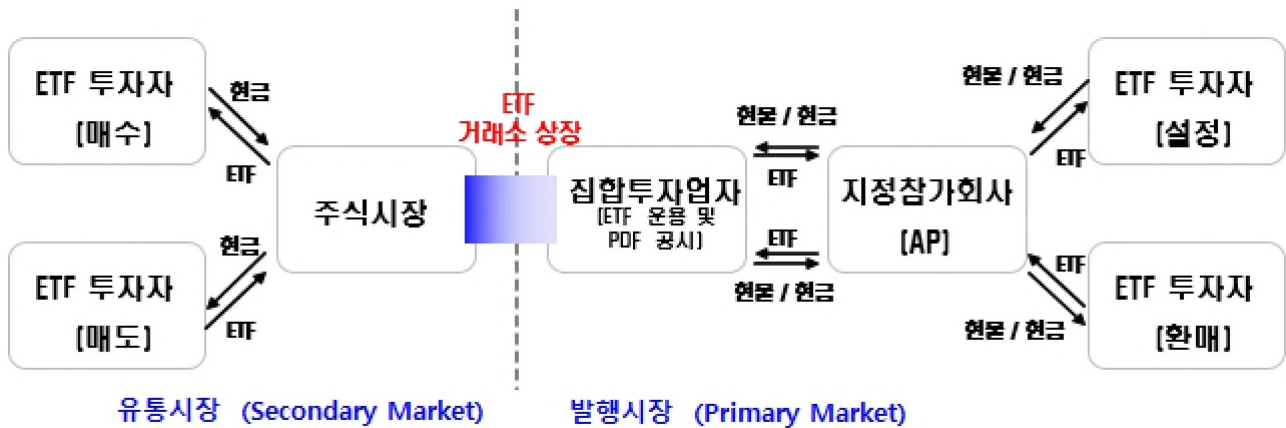 ETF 투자자
[매수]
현금
ETF
ETF 투자자
[매도]
현금
ETF
주식시장
ETF
거래소 상장
집합투자업자
[ETF 운용 및
PDF 공시]
현물 / 현금
ETF
ETF
현물 / 현금
지정참가회사
[AP]
현물 / 현금
ETF
ETF 투자자
[설정]
ETF
현물 / 현금
ETF 투자자
[환매]
유통시장 (Secondary Market)
발행시장 (Primary Market)